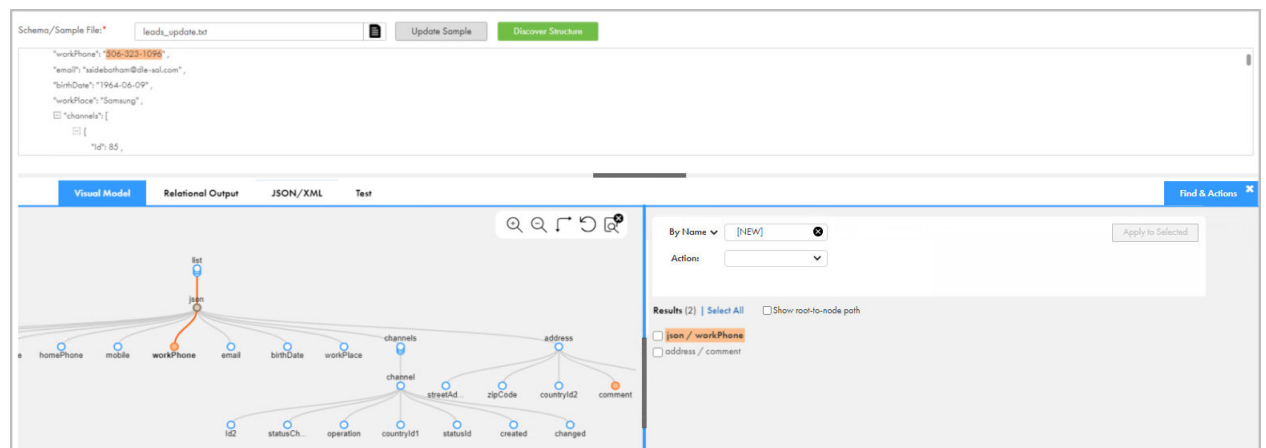 Schema/Sample File:* leads_update.txt Update Sample Discover Structure
"workPhone": "506-323-1096" ,
"email": "ssidebotham@dle-sal.com" ,
"birthDate": "1964-06-09" ,
"workPlace": "Samsung" ,
"channels": [
{
"Id": 85 ,
Visual Model Relational Output JSON/XML Test Find & Actions
By Name [NEW] Apply to Selected
Action:
Results (2) | Select All Show root-to-node path
json / workPhone
address / comment
list
json
channels address
e homePhone mobile workPhone email birthDate workPlace
channel
streetAd... zipCode countryId2 comment
Id2 statusCh... operation countryId1 statusId created changed